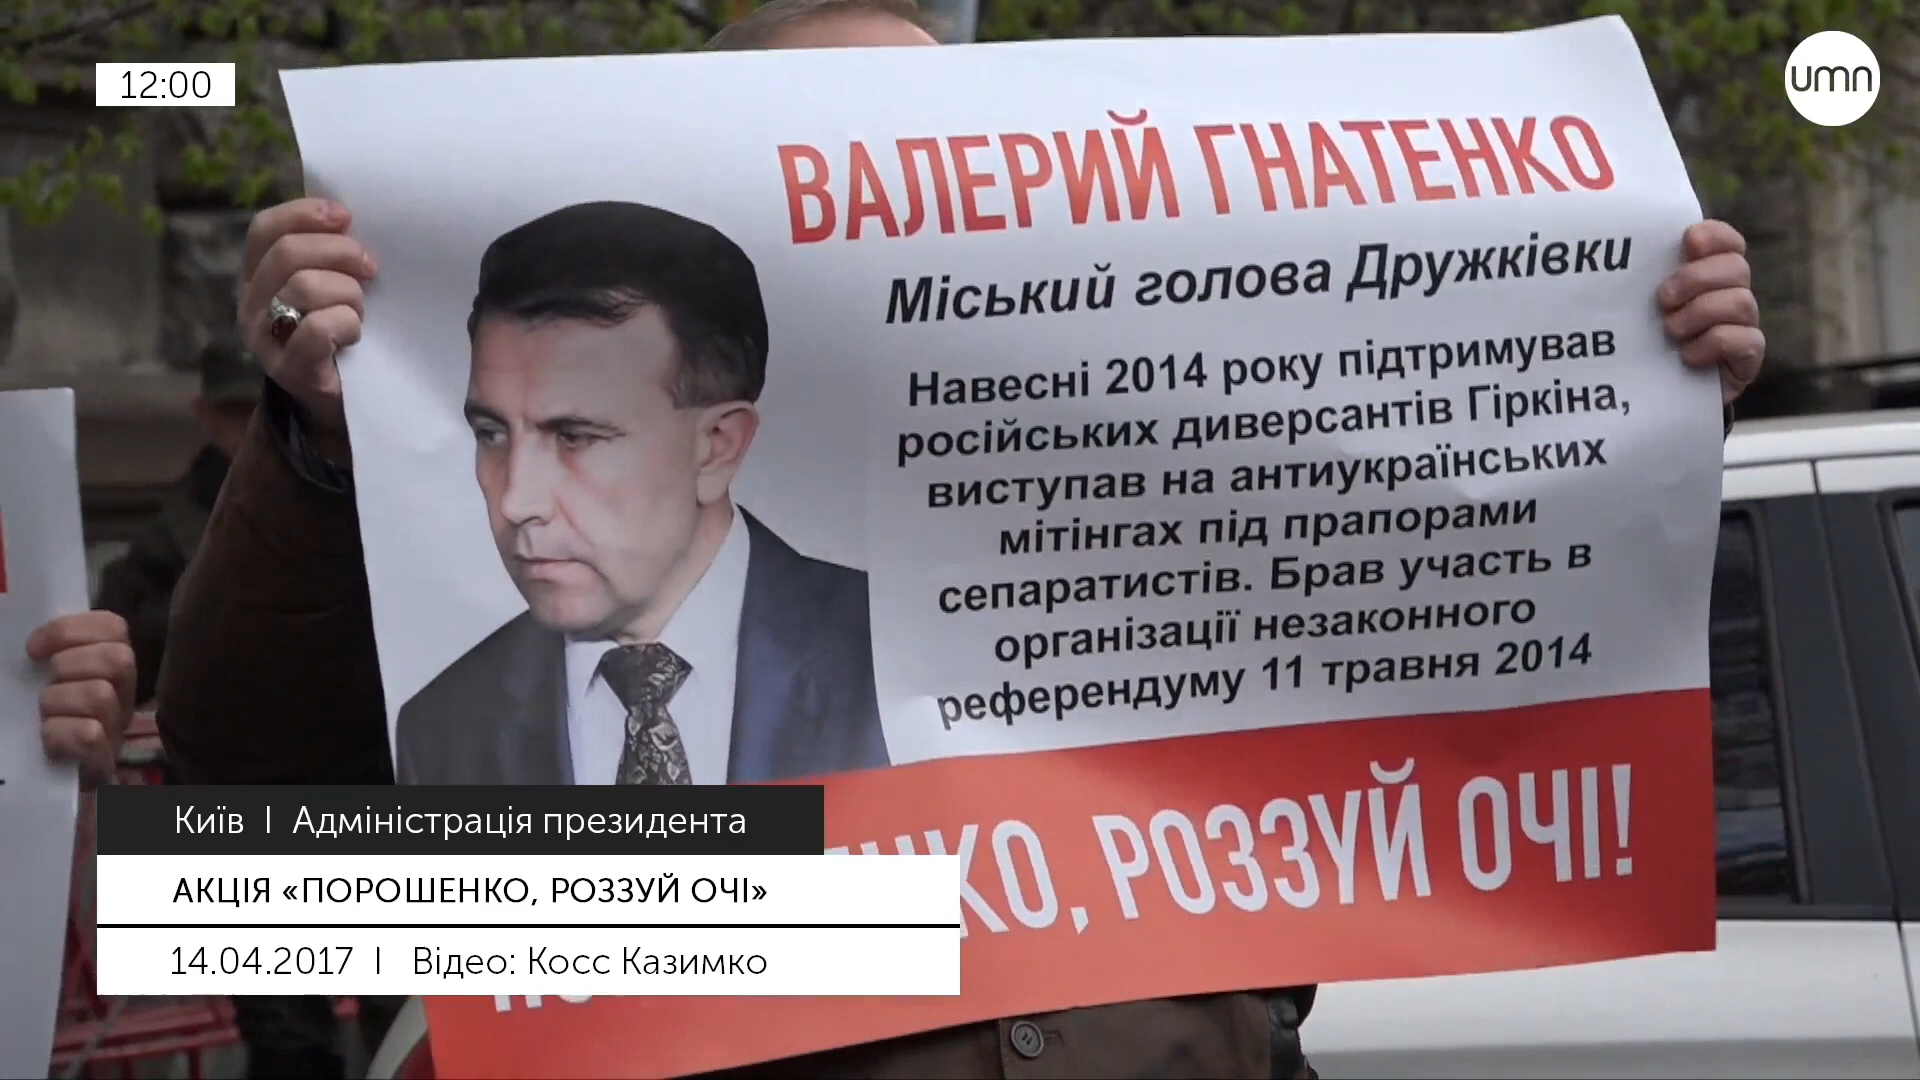 12:00
umn
ВАЛЕРИЙ ГНАТЕНКО
Міський голова Дружківки
Навесні 2014 року підтримував
російських диверсантів Гіркіна,
виступав на антиукраїнських
мітінгах під прапорами
сепаратистів. Брав участь в
організації незаконного
референдуму 11 травня 2014
РОЗЗУЙ ОЧІ!
Київ | Адміністрація президента
АКЦІЯ «ПОРОШЕНКО, РОЗЗУЙ ОЧІ»
14.04.2017 | Відео: Косс Казимко